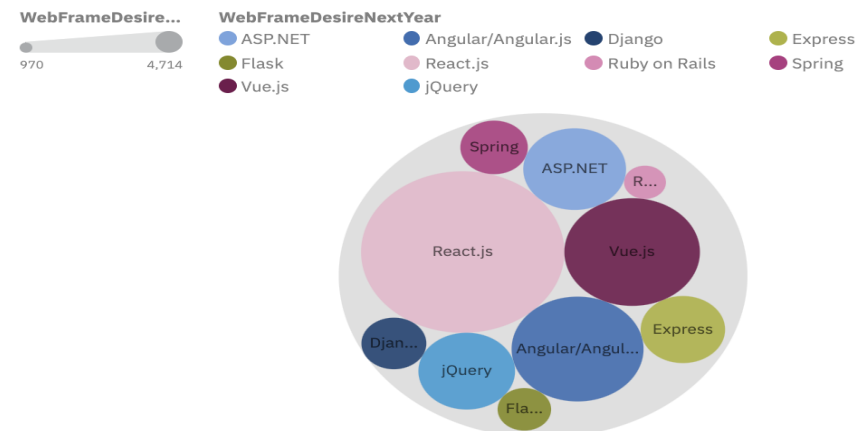 WebFrameDesire... WebFrameDesireNextYear
ASP.NET Angular/Angular.js Django Express
970 4,714
Flask React.js Ruby on Rails Spring
Vue.js jQuery
Spring
ASP.NET
R...
React.js
Vue.js
Express
Djan...
Angular/Angul...
jQuery
Fla...